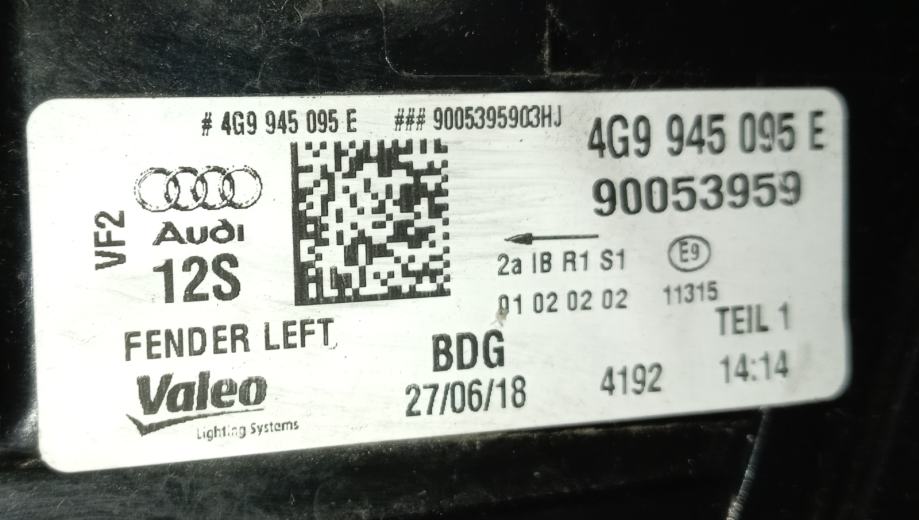 # 4G9 945 095 E ### 9005395903HJ
4G9 945 095 E
90053959
VF2
Audi
12S
2a IB R1 S1 E9
01 02 02 02 11315
FENDER LEFT
TEIL 1
BDG
Valeo
Lighting Systems
27/06/18 4192 14:14